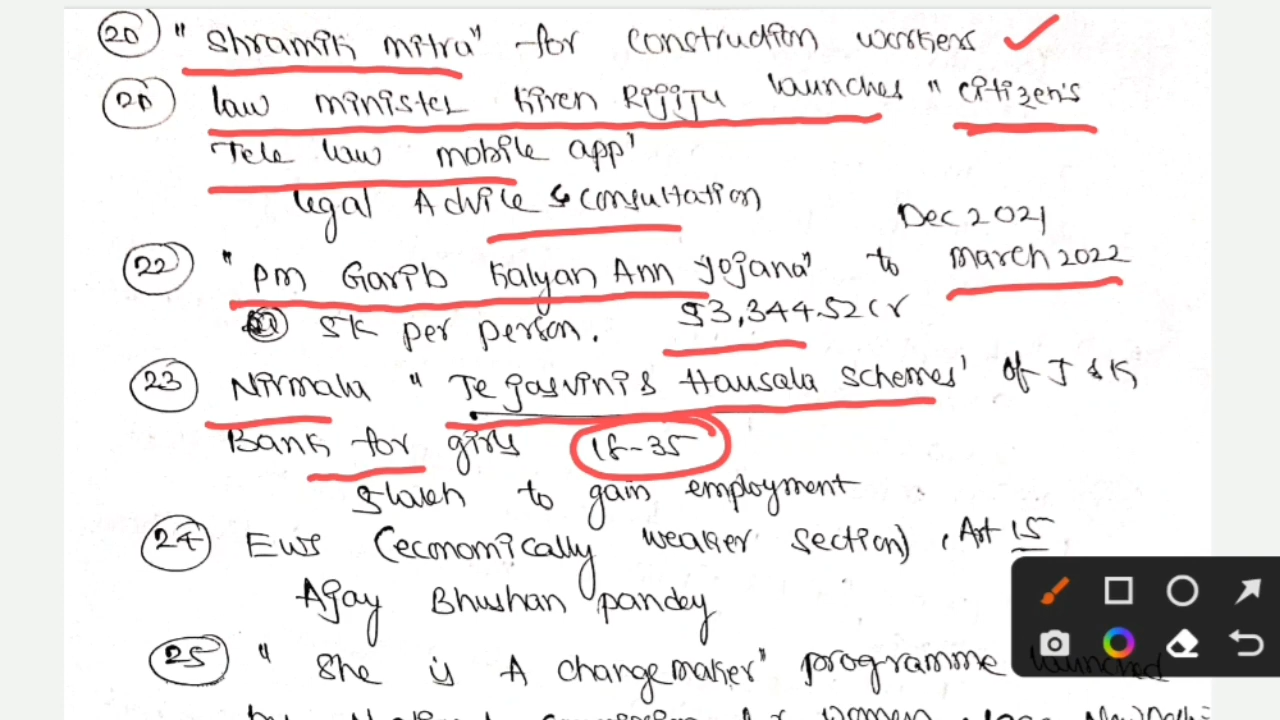 20 "Shramik mitra" for construction workers
21 law minister Kiren Rijiju launches "citizen's
Tele law mobile app'
legal Advice & consultation
Dec 2021
22 "PM Garib Kalyan Ann yojana" to March 2022
5K per person. 53,344.52 Cr
23 Nirmala "Tejasvini & Hausala schemes' of J & K
Bank for girls 18-35
5 lakh to gain employment
24 EWS (economically weaker section), Art 15
Ajay Bhushan pandey
25 "She is A changemaker" programme launched